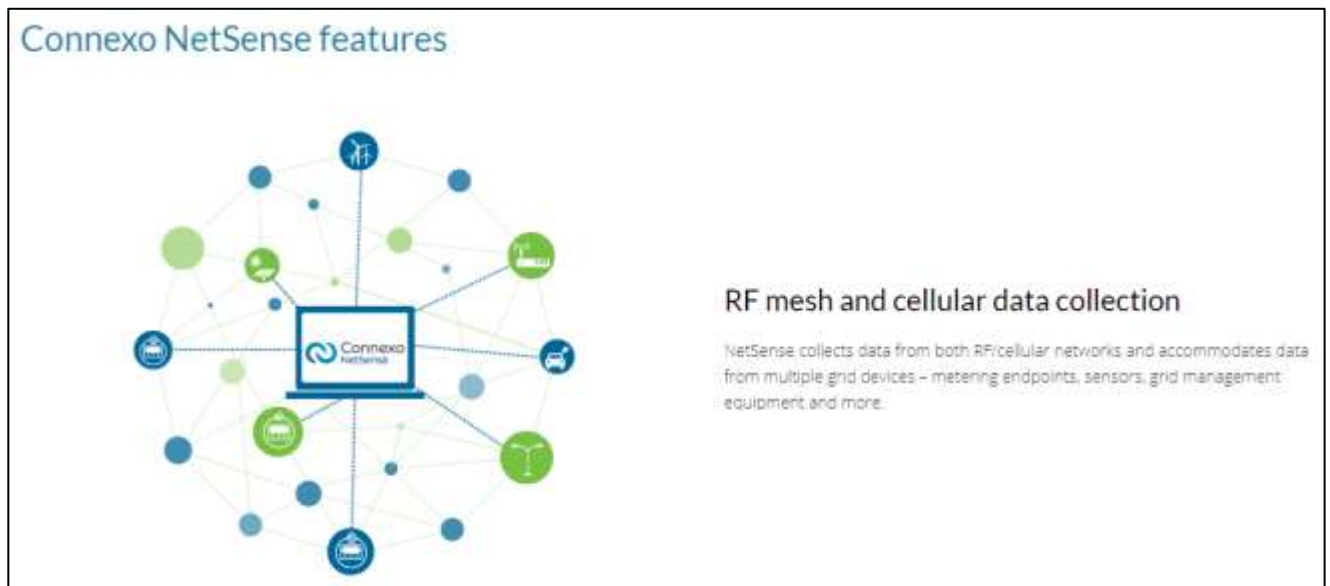 Connexo NetSense features
Connexo
NetSense
RF mesh and cellular data collection
NetSense collects data from both RF/cellular networks and accommodates data
from multiple grid devices – metering endpoints, sensors, grid management
equipment and more.